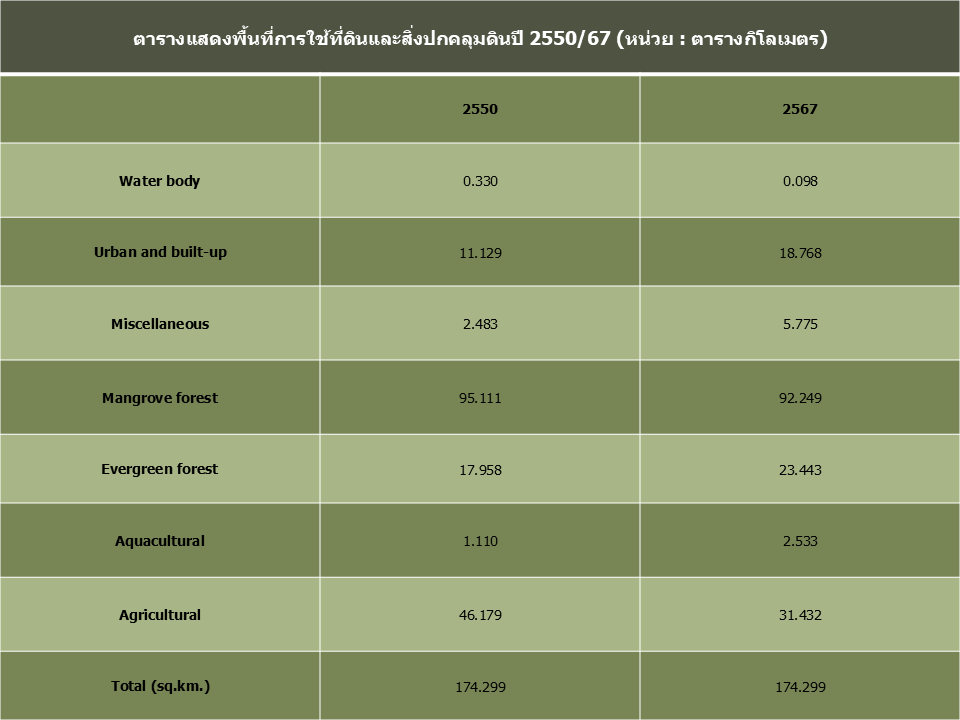 ตารางแสดงพื้นที่การใช้ที่ดินและสิ่งปกคลุมดินปี 2550/67 (หน่วย : ตารางกิโลเมตร)
2550 2567
Water body 0.330 0.098
Urban and built-up 11.129 18.768
Miscellaneous 2.483 5.775
Mangrove forest 95.111 92.249
Evergreen forest 17.958 23.443
Aquacultural 1.110 2.533
Agricultural 46.179 31.432
Total (sq.km.) 174.299 174.299